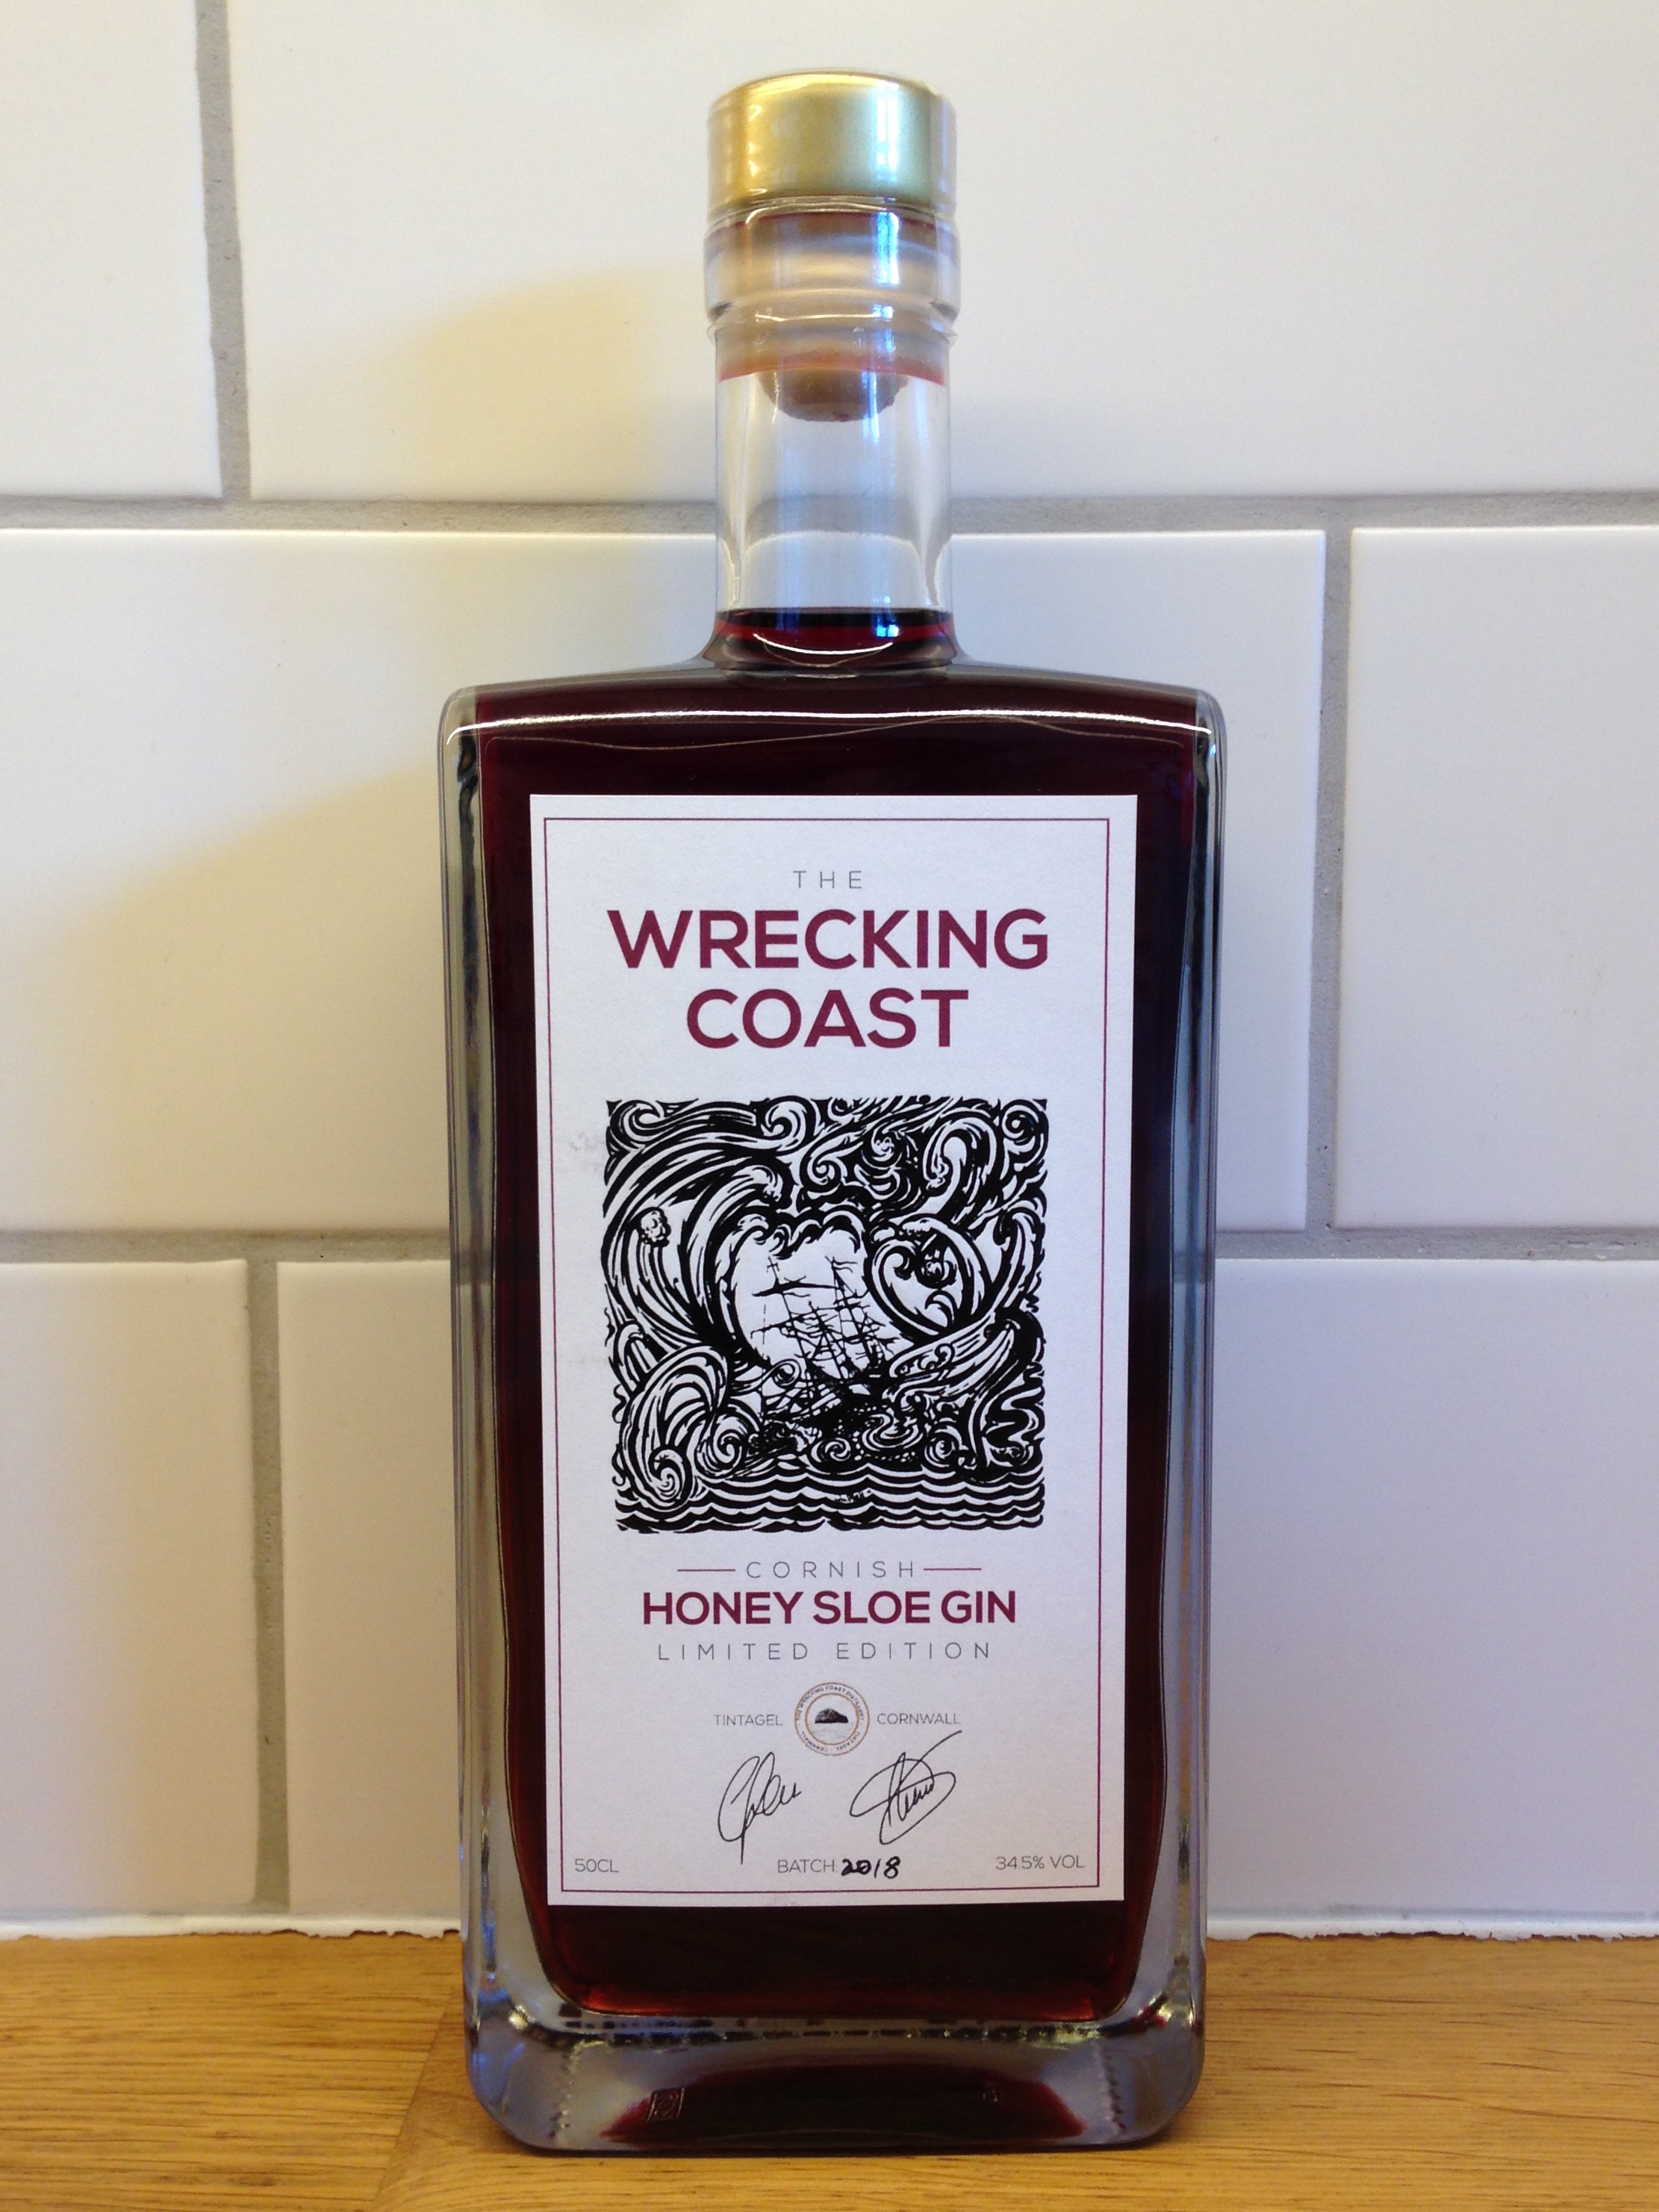 THE
WRECKING
COAST
CORNISH
HONEY SLOE GIN
LIMITED EDITION
TINTAGEL CORNWALL
50CL BATCH: 2018 34.5% VOL